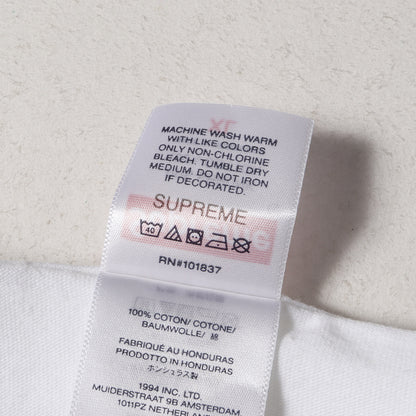 XL
MACHINE WASH WARM
WITH LIKE COLORS
ONLY NON-CHLORINE
BLEACH. TUMBLE DRY
MEDIUM. DO NOT IRON
IF DECORATED.
SUPREME
40
RN#101837
100% COTON/ COTONE/
BAUMWOLLE/ 綿
FABRIQUÉ AU HONDURAS
PRODOTTO IN HONDURAS
ホンジュラス製
1994 INC. LTD.
MUIDERSTRAAT 9B AMSTERDAM,
1011PZ NETHERLANDS